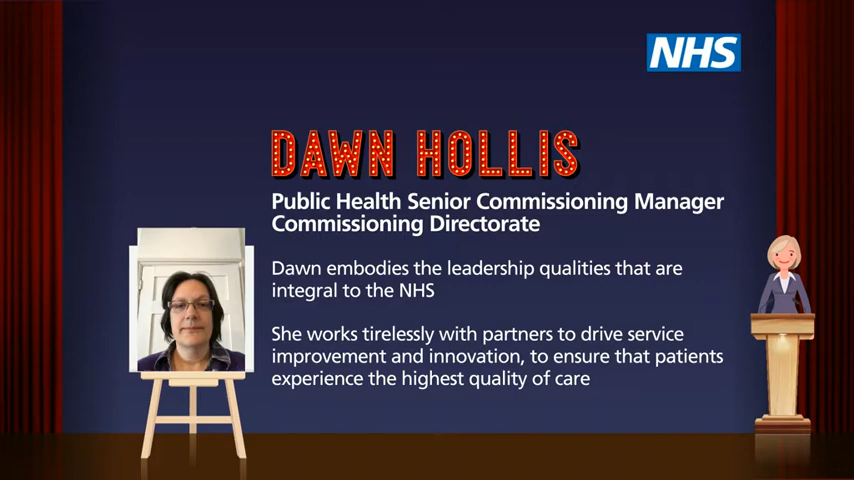 NHS
DAWN HOLLIS
Public Health Senior Commissioning Manager
Commissioning Directorate
Dawn embodies the leadership qualities that are
integral to the NHS
She works tirelessly with partners to drive service
improvement and innovation, to ensure that patients
experience the highest quality of care